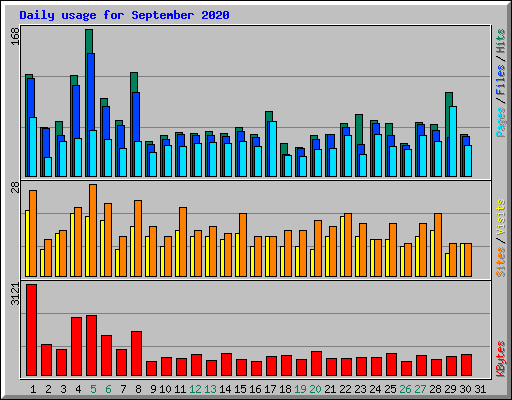 Daily usage for September 2020
168
Pages / Files / Hits
28
Sites / Visits
3121
KBytes
1 2 3 4 5 6 7 8 9 10 11 12 13 14 15 16 17 18 19 20 21 22 23 24 25 26 27 28 29 30 31